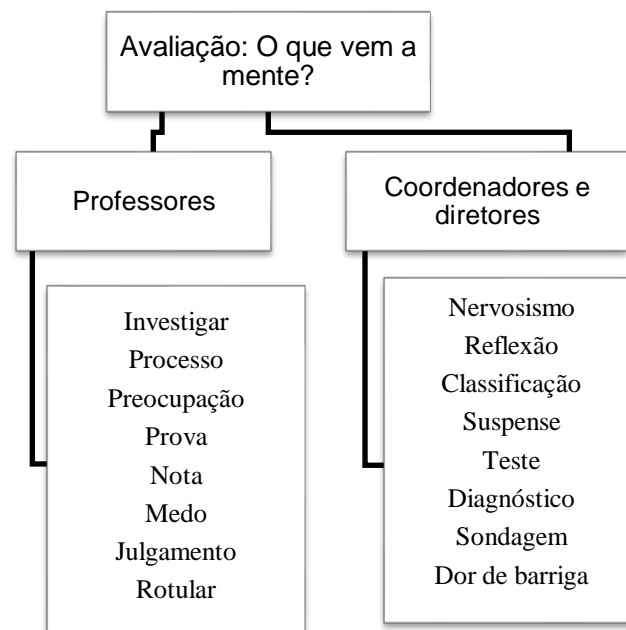 Avaliação: O que vem a
mente?
Professores
Coordenadores e
diretores
Investigar
Processo
Preocupação
Prova
Nota
Medo
Julgamento
Rotular
Nervosismo
Reflexão
Classificação
Suspense
Teste
Diagnóstico
Sondagem
Dor de barriga